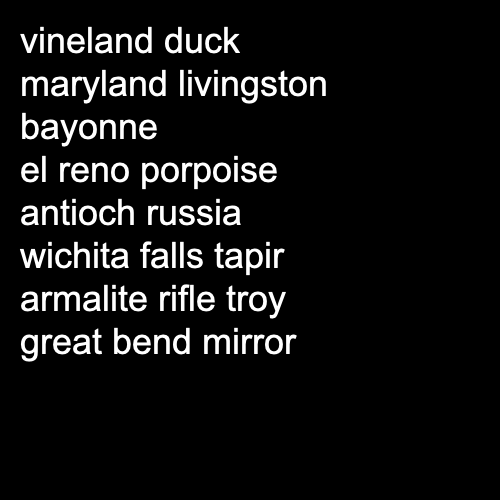 vineland duck
maryland livingston
bayonne
el reno porpoise
antioch russia
wichita falls tapir
armalite rifle troy
great bend mirror